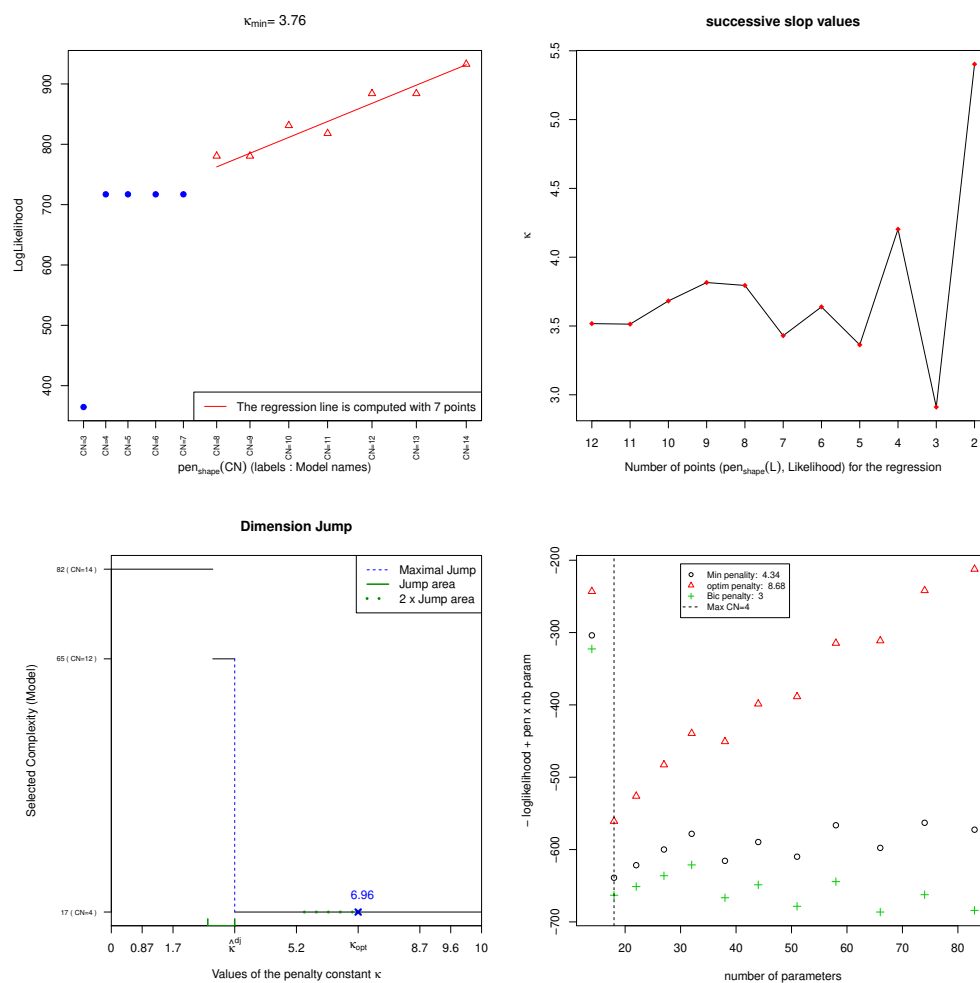 κmin= 3.76
LogLikelihood
400
500
600
700
800
900
CN=3
CN=4
CN=5
CN=6
CN=7
CN=8
CN=9
CN=10
CN=11
CN=12
CN=13
CN=14
The regression line is computed with 7 points
penshape(CN) (labels : Model names)
successive slop values
κ
3.0
3.5
4.0
4.5
5.0
5.5
12 11 10 9 8 7 6 5 4 3 2
Number of points (penshape(L), Likelihood) for the regression
Dimension Jump
Selected Complexity (Model)
82 ( CN=14 )
65 ( CN=12 )
17 ( CN=4 )
Maximal Jump
Jump area
2 x Jump area
6.96
0 0.87 1.7 κ̂dj 5.2 κopt 8.7 9.6 10
Values of the penalty constant κ
− loglikelihood + pen x nb param
−700
−600
−500
−400
−300
−200
Min penality: 4.34
optim penalty: 8.68
Bic penalty: 3
Max CN=4
20 30 40 50 60 70 80
number of parameters